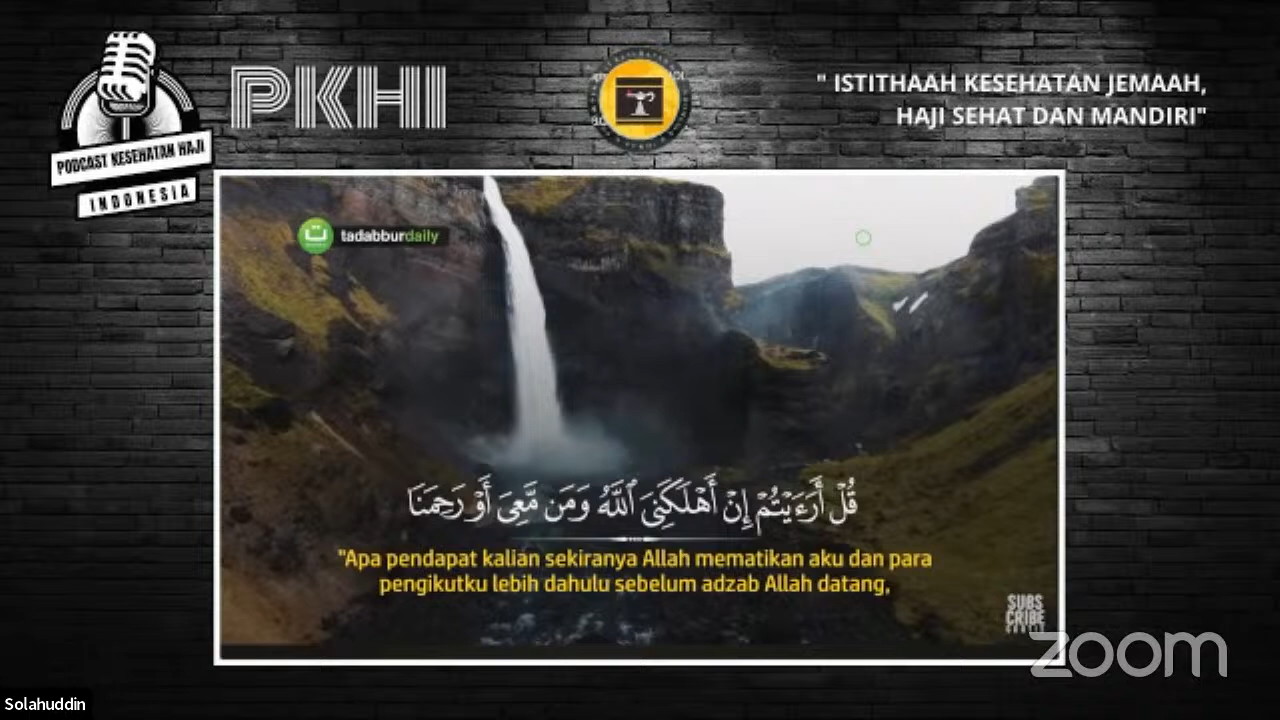 PODCAST KESEHATAN HAJI
INDONESIA
PKHI
" ISTITHAAH KESEHATAN JEMAAH,
HAJI SEHAT DAN MANDIRI"
tadabburdaily
قُلْ أَرَءَيْتُمْ إِنْ أَهْلَكَنِىَ ٱللَّهُ وَمَن مَّعِىَ أَوْ رَحِمَنَا
"Apa pendapat kalian sekiranya Allah mematikan aku dan para
pengikutku lebih dahulu sebelum adzab Allah datang,
SUBS
CRIBE
zoom
Solahuddin